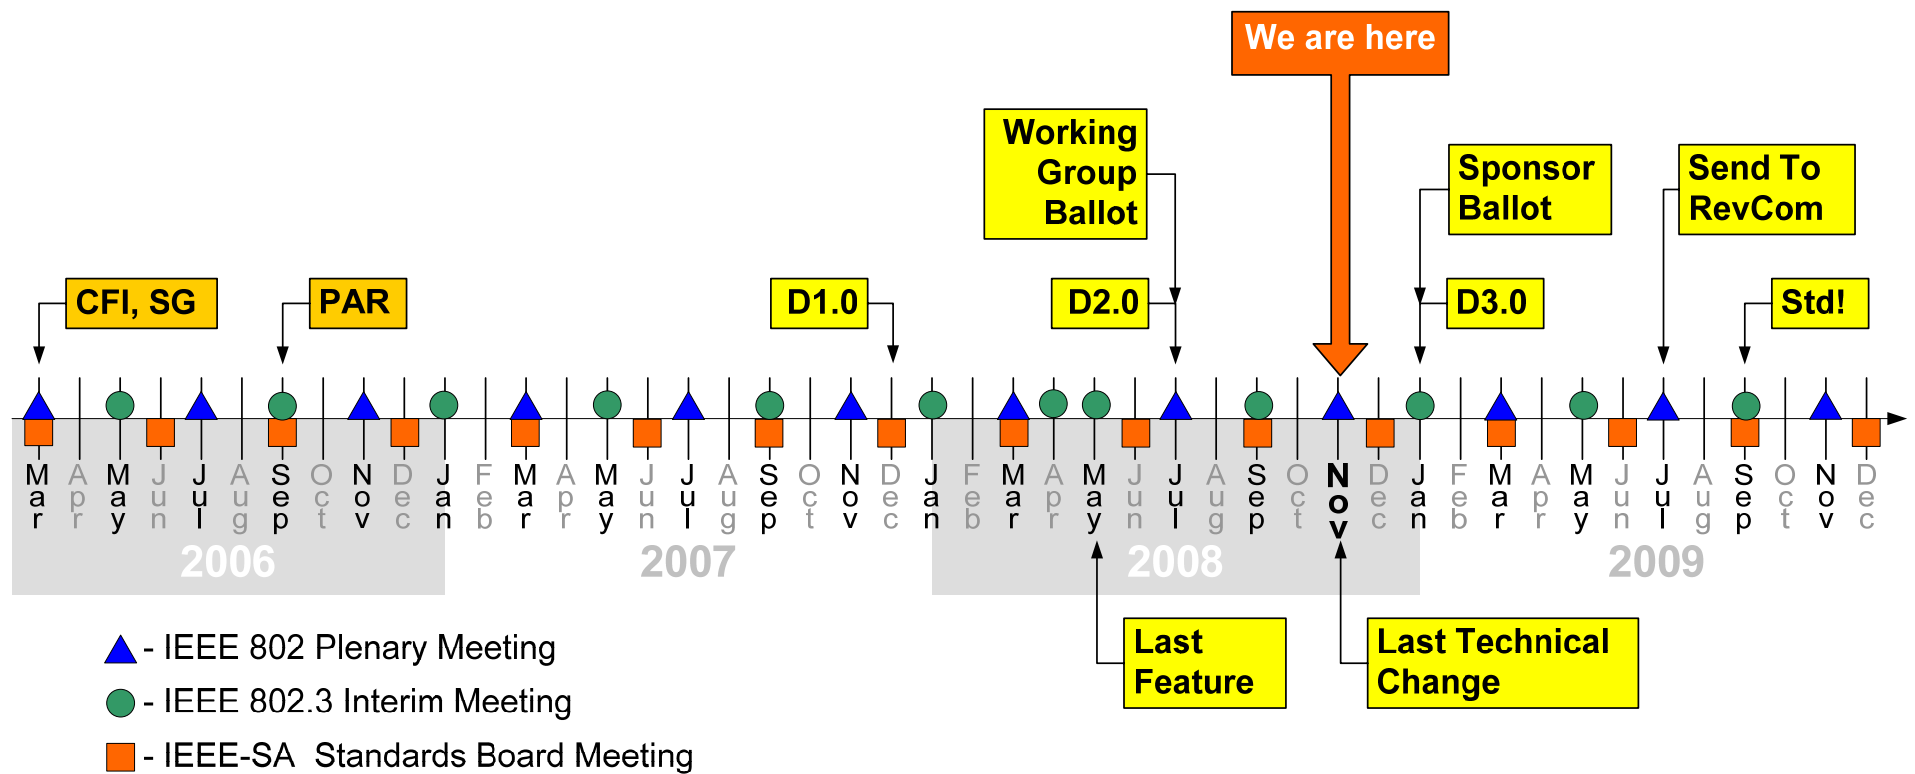 We are here
Working
Group
Ballot
Sponsor
Ballot
Send To
RevCom
CFI, SG
PAR
D1.0
D2.0
D3.0
Std!
Mar Apr May Jun Jul Aug Sep Oct Nov Dec Jan Feb Mar Apr May Jun Jul Aug Sep Oct Nov Dec Jan Feb Mar Apr May Jun Jul Aug Sep Oct Nov Dec Jan Feb Mar Apr May Jun Jul Aug Sep Oct Nov Dec
2006 2007 2008 2009
Last
Feature
Last Technical
Change
- IEEE 802 Plenary Meeting
- IEEE 802.3 Interim Meeting
- IEEE-SA Standards Board Meeting